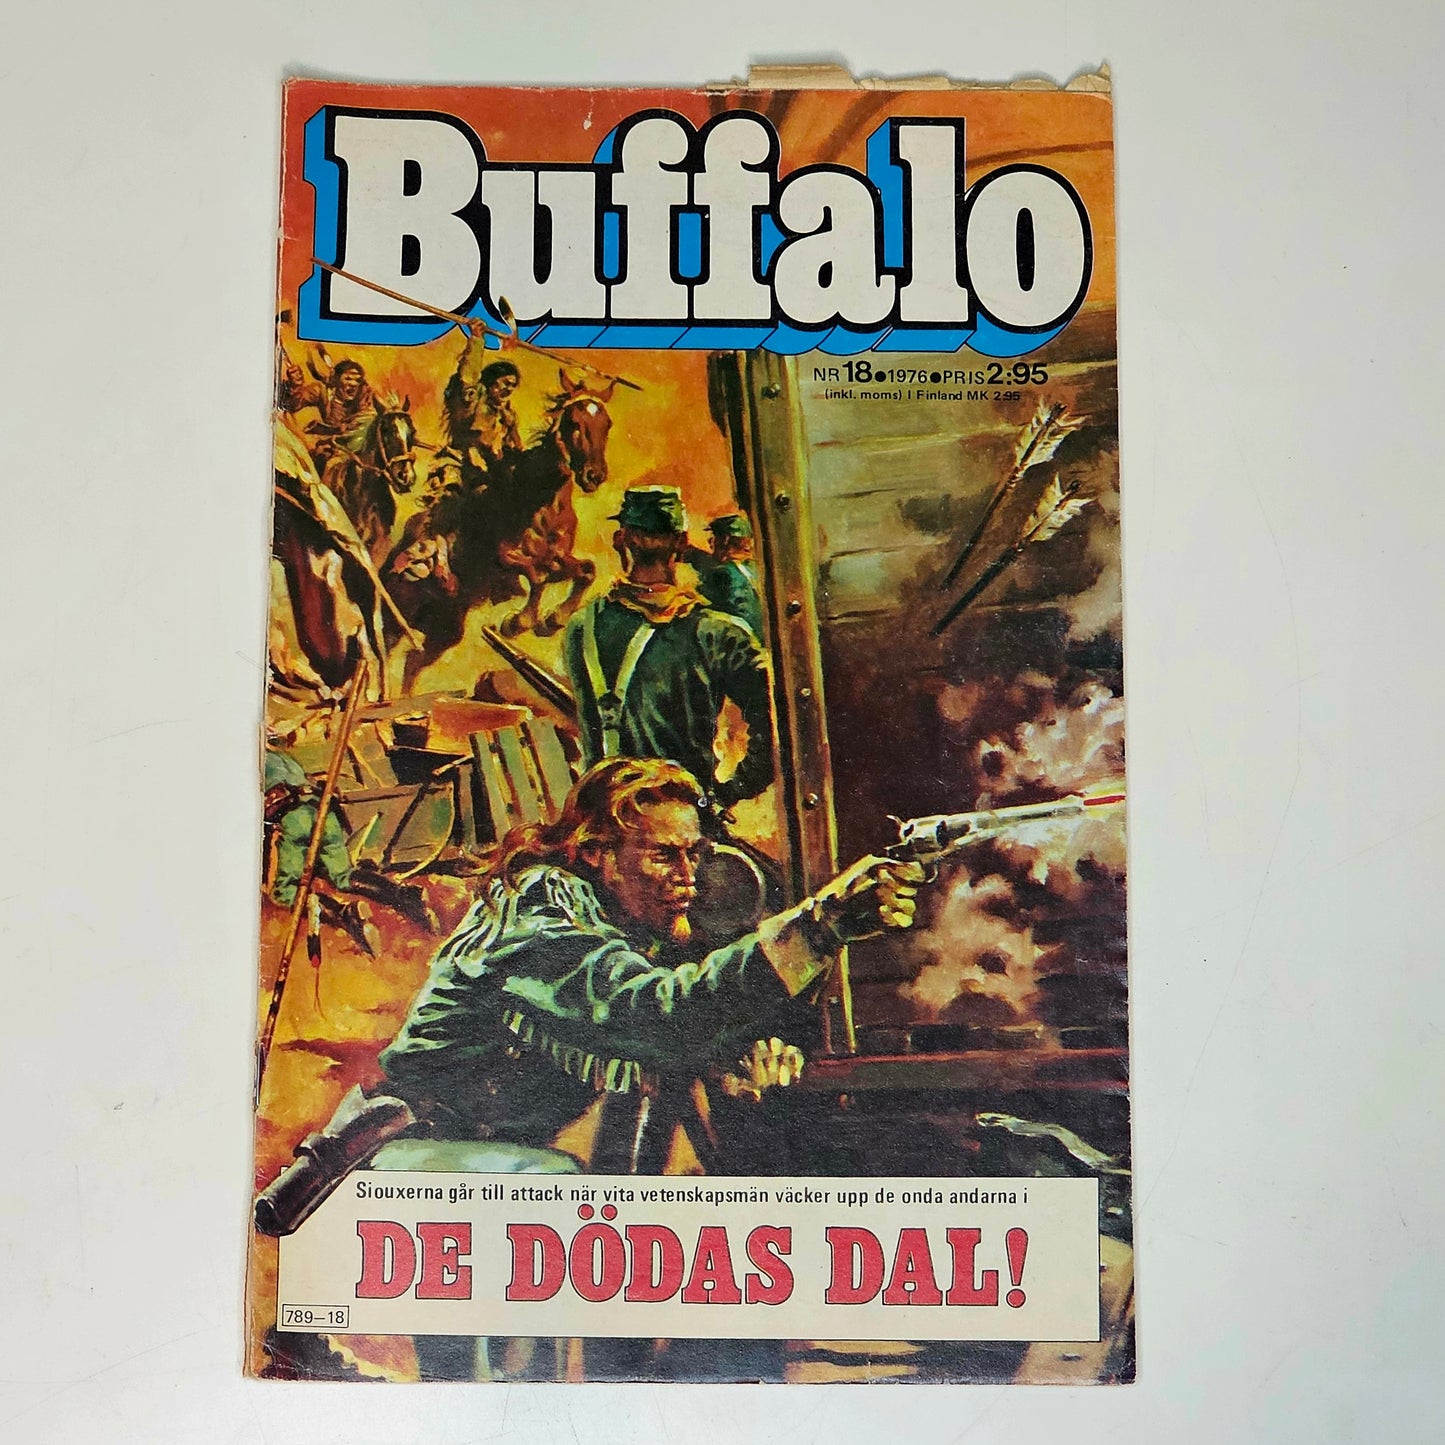 Buffalo
NR 18●1976●PRIS 2:95
(inkl. moms) I Finland MK 2:95
Siouxerna går till attack när vita vetenskapsmän väcker upp de onda andarna i
DE DÖDAS DAL!
789–18